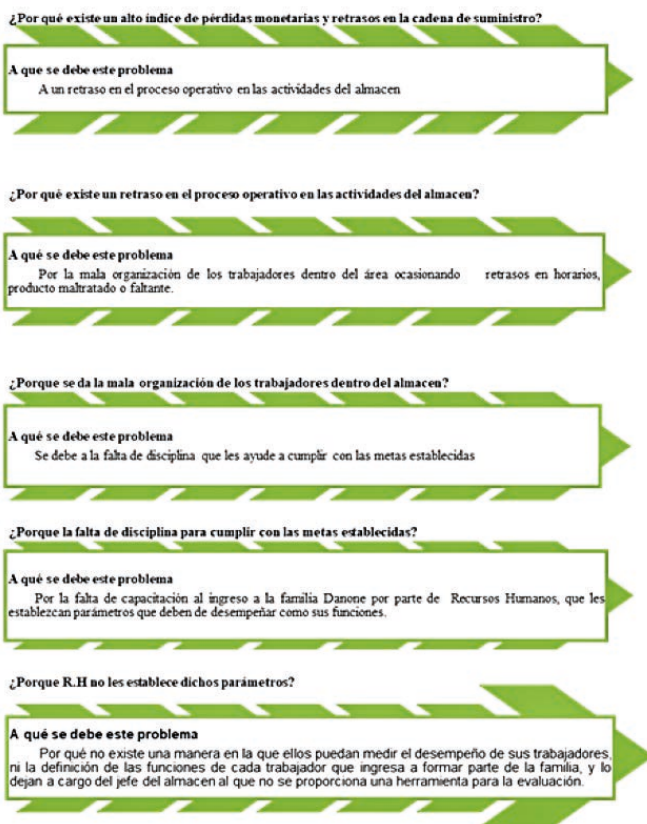 ¿Por qué existe un alto índice de pérdidas monetarias y retrasos en la cadena de suministro?
A que se debe este problema
A un retraso en el proceso operativo en las actividades del almacen
¿Por qué existe un retraso en el proceso operativo en las actividades del almacen?
A qué se debe este problema
Por la mala organización de los trabajadores dentro del área ocasionando retrasos en horarios,
producto maltratado o faltante.
¿Porque se da la mala organización de los trabajadores dentro del almacen?
A qué se debe este problema
Se debe a la falta de disciplina que les ayude a cumplir con las metas establecidas
¿Porque la falta de disciplina para cumplir con las metas establecidas?
A qué se debe este problema
Por la falta de capacitación al ingreso a la familia Danone por parte de Recursos Humanos, que les
establezcan parámetros que deben de desempeñar como sus funciones.
¿Porque R.H no les establece dichos parámetros?
A qué se debe este problema
Por qué no existe una manera en la que ellos puedan medir el desempeño de sus trabajadores,
ni la definición de las funciones de cada trabajador que ingresa a formar parte de la familia, y lo
dejan a cargo del jefe del almacen al que no se proporciona una herramienta para la evaluación.